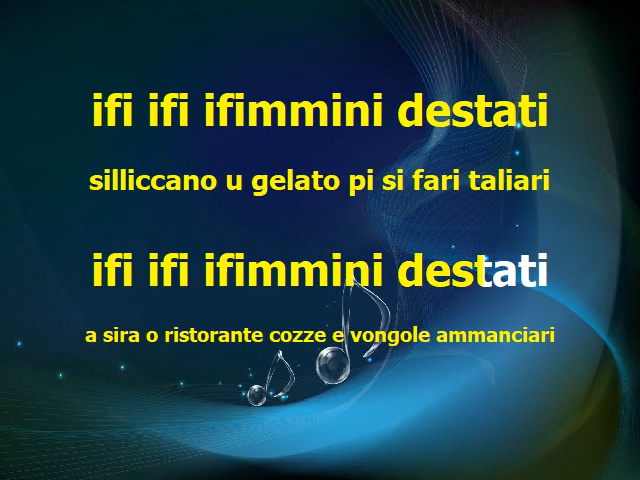 ifi ifi ifimmini destati
silliccano u gelato pi si fari taliari
ifi ifi ifimmini destati
a sira o ristorante cozze e vongole ammanciari